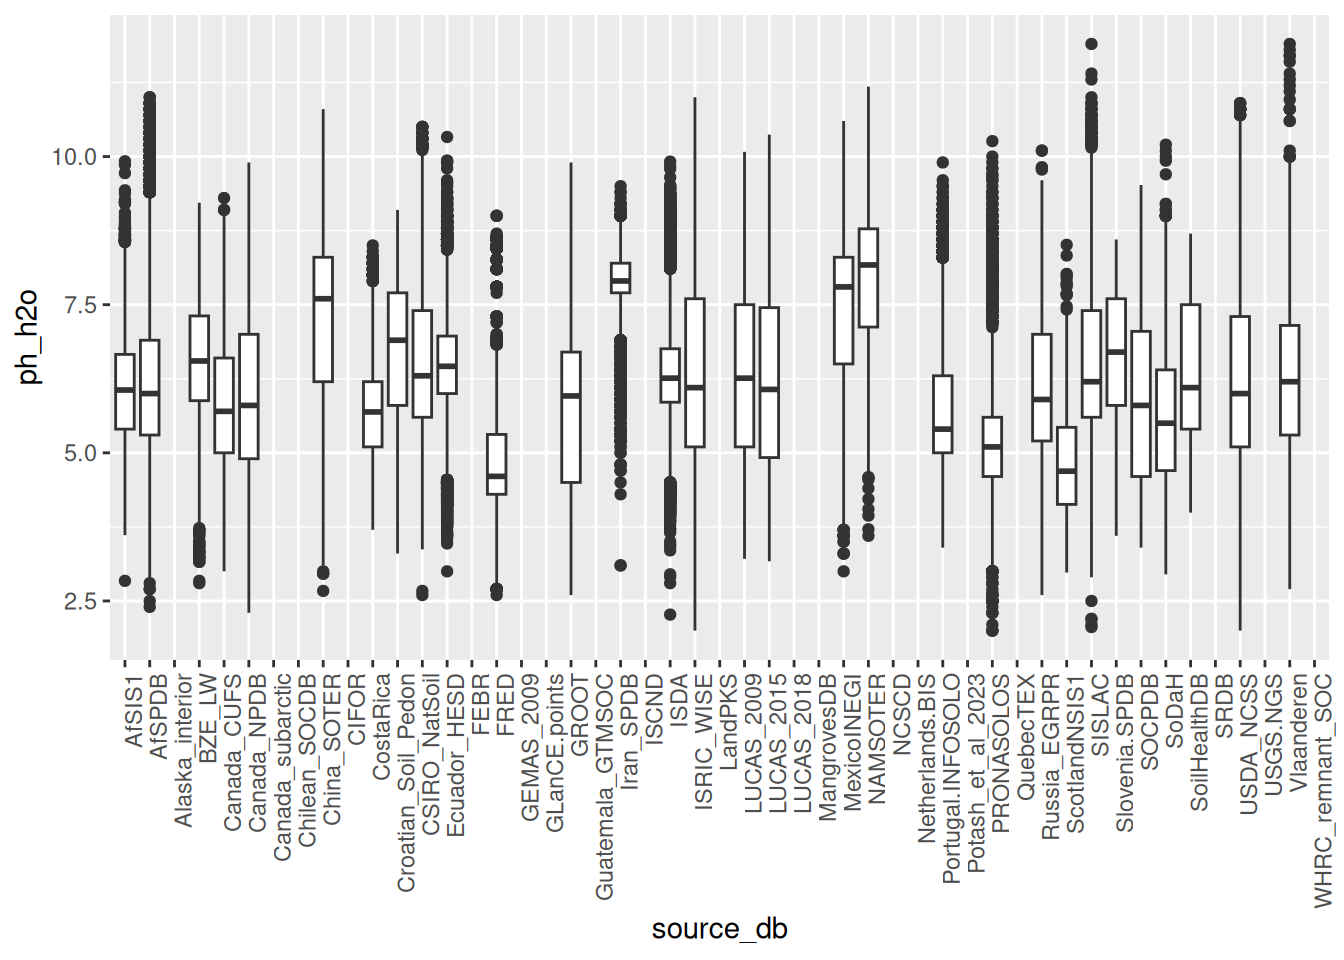 ph_h2o
10.0
7.5
5.0
2.5
AfSIS1
AfSPDB
Alaska_interior
BZE_LW
Canada_CUFS
Canada_NPDB
Canada_subarctic
Chilean_SOCDB
China_SOTER
CIFOR
CostaRica
Croatian_Soil_Pedon
CSIRO_NatSoil
Ecuador_HESD
FEBR
FRED
GEMAS_2009
GLanCE.points
GROOT
Guatemala_GTMSOC
Iran_SPDB
ISCND
ISDA
ISRIC_WISE
LandPKS
LUCAS_2009
LUCAS_2015
LUCAS_2018
MangrovesDB
MexicoINEGI
NAMSOTER
NCSCD
Netherlands.BIS
Portugal.INFOSOLO
Potash_et_al_2023
PRONASOLOS
QuebecTEX
Russia_EGRPR
ScotlandNSIS1
SISLAC
Slovenia.SPDB
SOCPDB
SoDaH
SoilHealthDB
SRDB
USDA_NCSS
USGS.NGS
Vlaanderen
WHRC_remnant_SOC
source_db